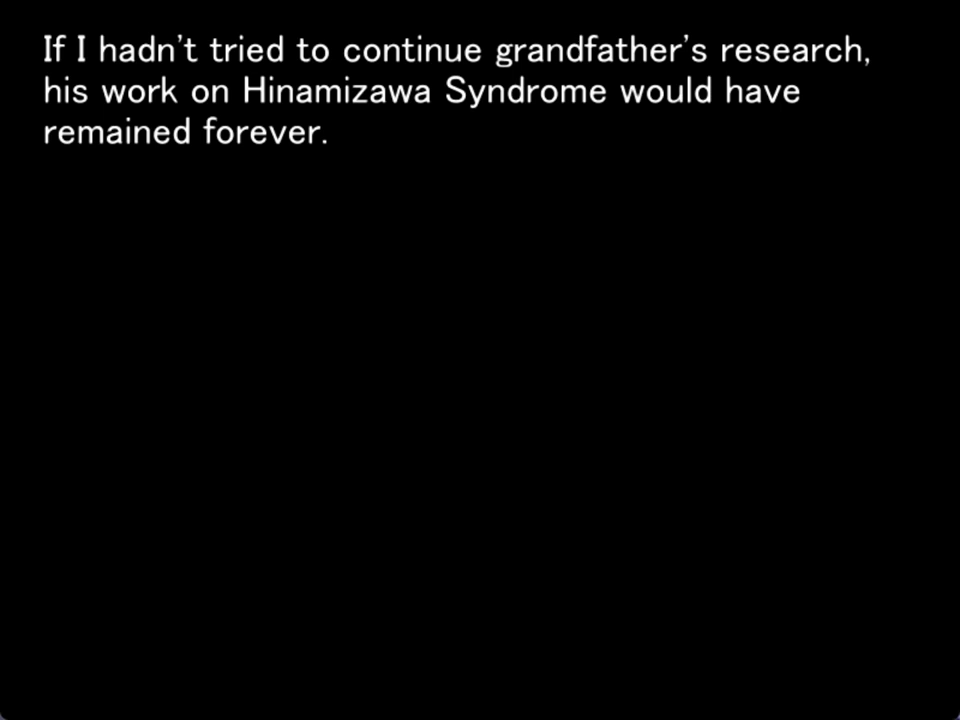 If I hadn't tried to continue grandfather's research,
his work on Hinamizawa Syndrome would have
remained forever.